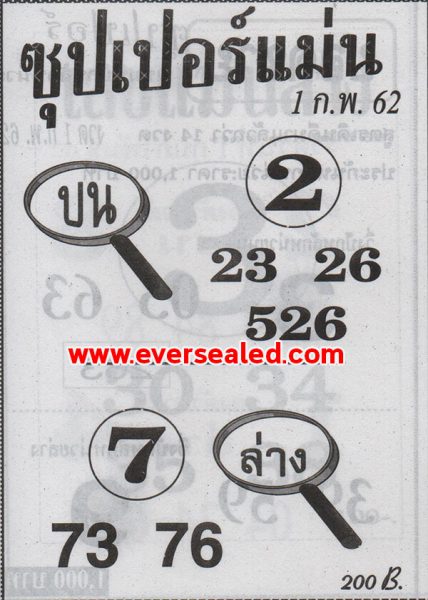 ซุปเปอร์แม่น
1 ก.พ. 62
บน
2
23 26
526
www.eversealed.com
7
ล่าง
73 76
200 B.